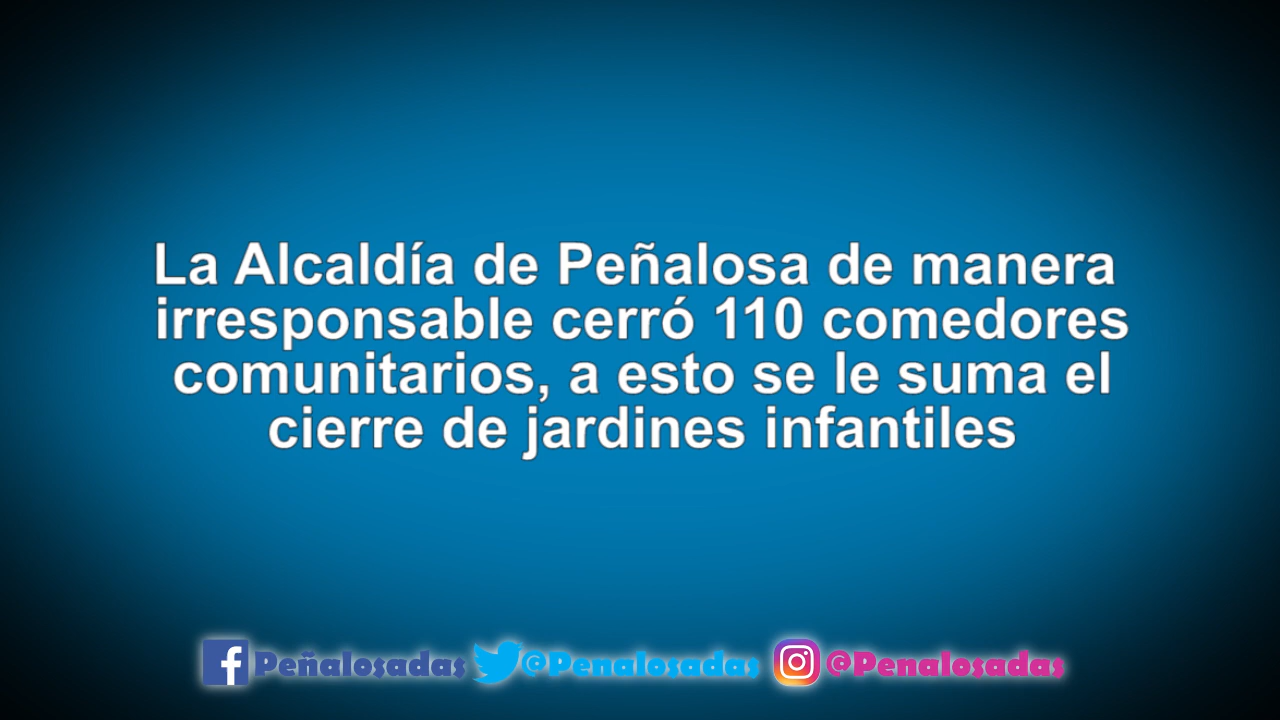 La Alcaldía de Peñalosa de manera
irresponsable cerró 110 comedores
comunitarios, a esto se le suma el
cierre de jardines infantiles
Peñalosadas @Penalosadas @Penalosadas